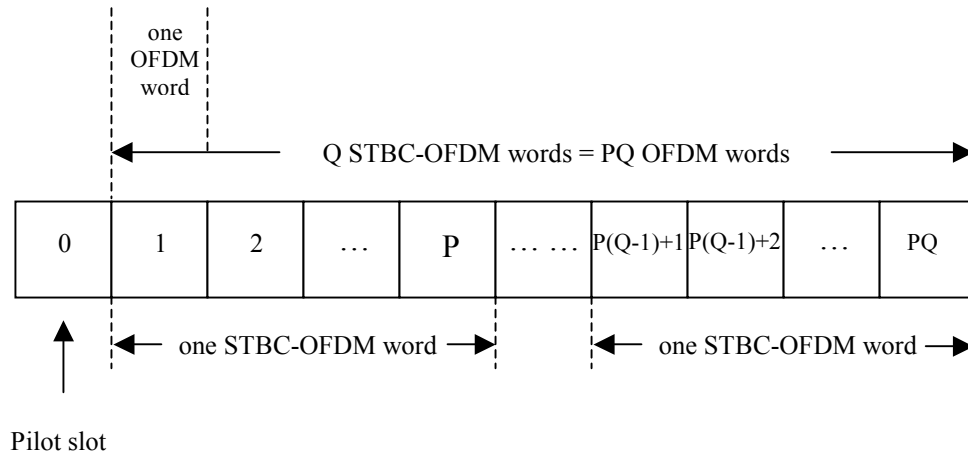 one
OFDM
word
Q STBC-OFDM words = PQ OFDM words
0 1 2 … P … … P(Q-1)+1 P(Q-1)+2 … PQ
one STBC-OFDM word one STBC-OFDM word
Pilot slot